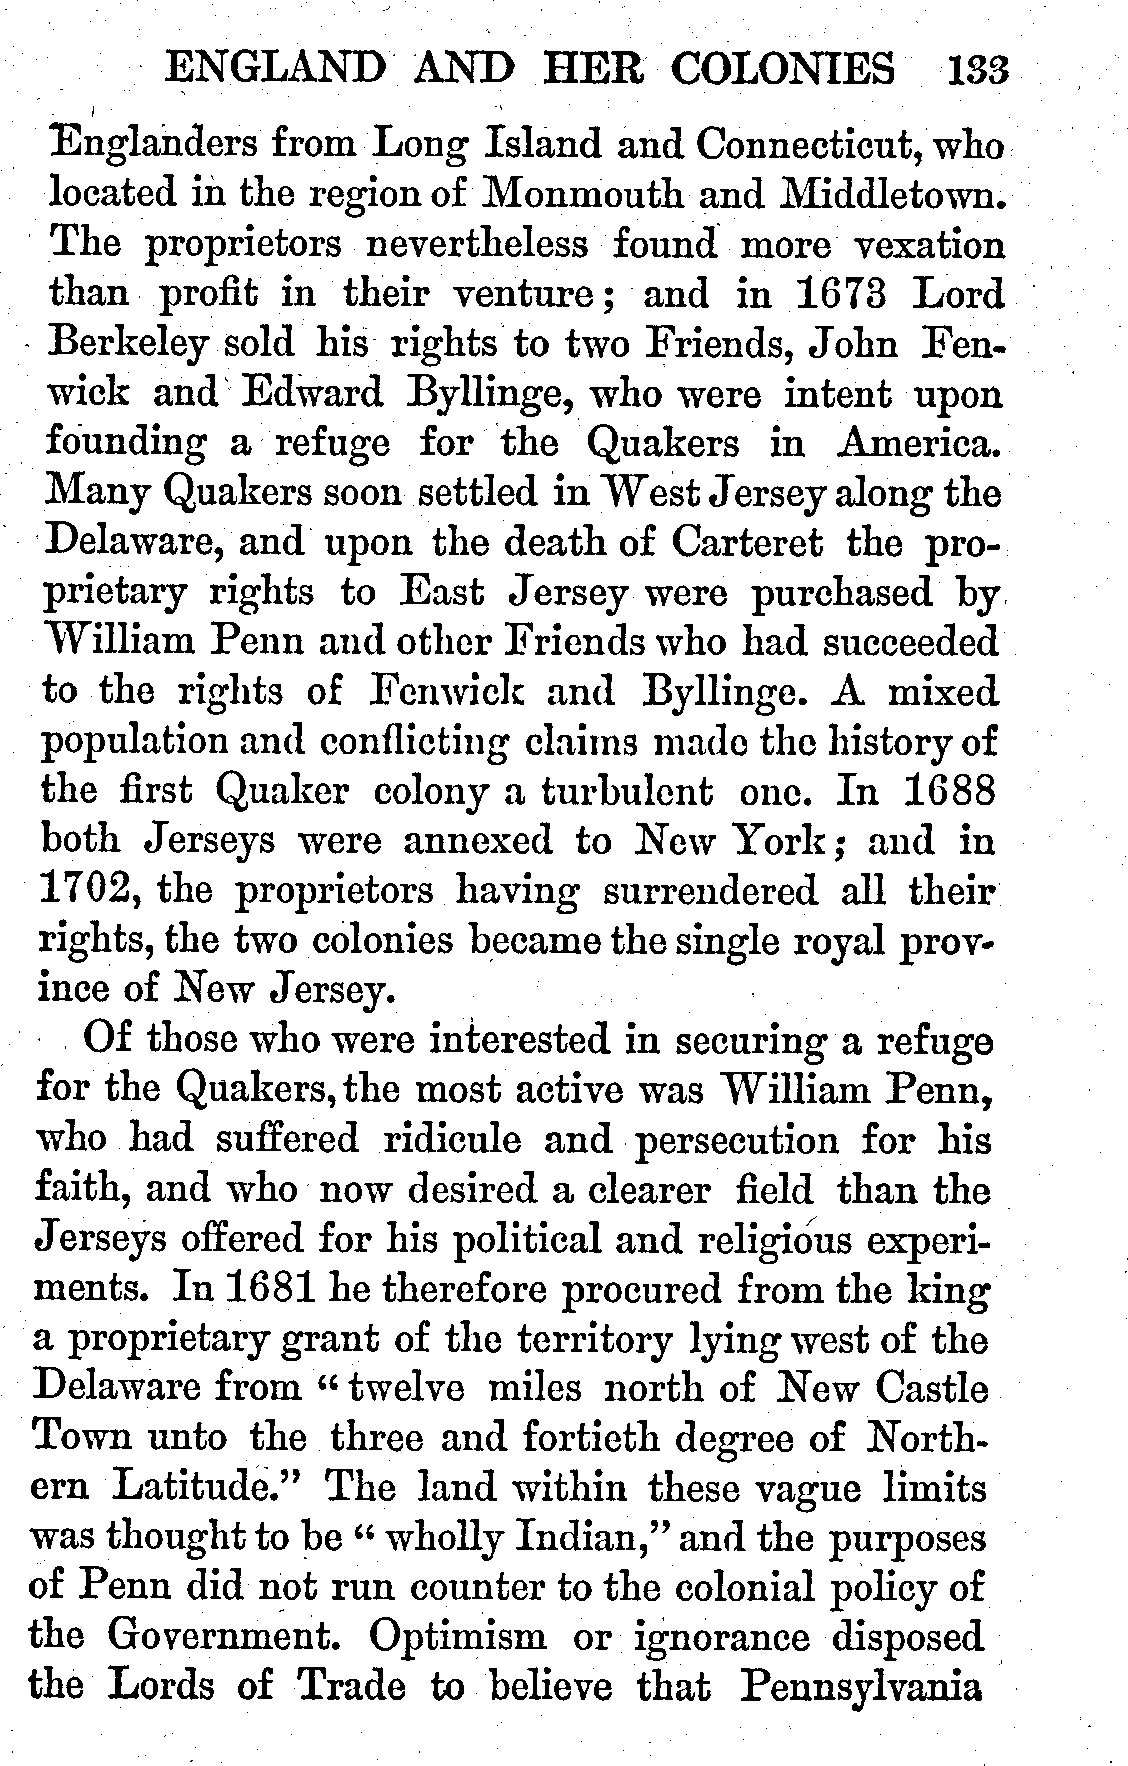 ENGLAND AND HER COLONIES 133
Englanders from Long Island and Connecticut, who
located in the region of Monmouth and Middletown.
The proprietors nevertheless found more vexation
than profit in their venture; and in 1673 Lord
Berkeley sold his rights to two Friends, John Fen-
wick and Edward Byllinge, who were intent upon
founding a refuge for the Quakers in America.
Many Quakers soon settled in West Jersey along the
Delaware, and upon the death of Carteret the pro-
prietary rights to East Jersey were purchased by
William Penn and other Friends who had succeeded
to the rights of Fenwick and Byllinge. A mixed
population and conflicting claims made the history of
the first Quaker colony a turbulent one. In 1688
both Jerseys were annexed to New York; and in
1702, the proprietors having surrendered all their
rights, the two colonies became the single royal prov-
ince of New Jersey.
Of those who were interested in securing a refuge
for the Quakers, the most active was William Penn,
who had suffered ridicule and persecution for his
faith, and who now desired a clearer field than the
Jerseys offered for his political and religious experi-
ments. In 1681 he therefore procured from the king
a proprietary grant of the territory lying west of the
Delaware from "twelve miles north of New Castle
Town unto the three and fortieth degree of North-
ern Latitude." The land within these vague limits
was thought to be "wholly Indian," and the purposes
of Penn did not run counter to the colonial policy of
the Government. Optimism or ignorance disposed
the Lords of Trade to believe that Pennsylvania